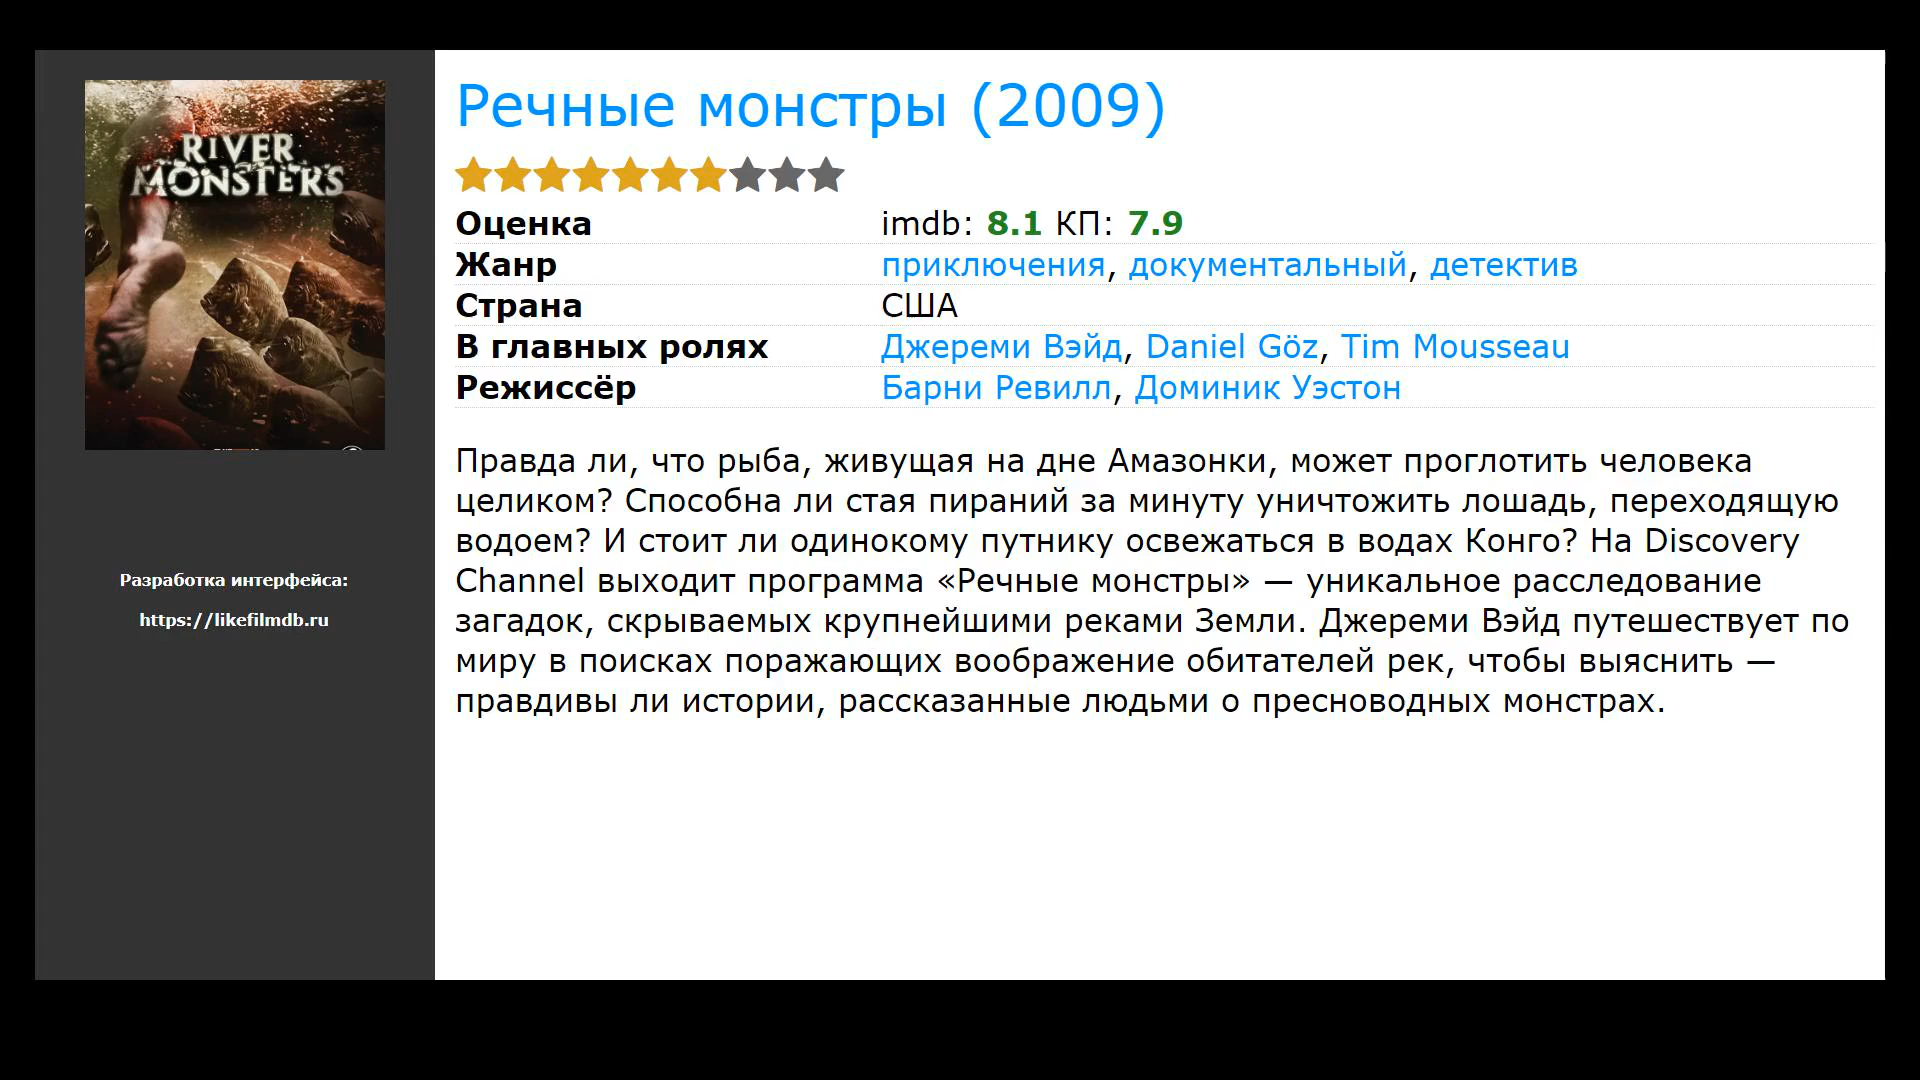 RIVER
MONSTERS
Разработка интерфейса:
https://likefilmdb.ru
Речные монстры (2009)
Оценка imdb: 8.1 КП: 7.9
Жанр приключения, документальный, детектив
Страна США
В главных ролях Джереми Вэйд, Daniel Göz, Tim Mousseau
Режиссёр Барни Ревилл, Доминик Уэстон
Правда ли, что рыба, живущая на дне Амазонки, может проглотить человека
целиком? Способна ли стая пираний за минуту уничтожить лошадь, переходящую
водоем? И стоит ли одинокому путнику освежаться в водах Конго? На Discovery
Channel выходит программа «Речные монстры» — уникальное расследование
загадок, скрываемых крупнейшими реками Земли. Джереми Вэйд путешествует по
миру в поисках поражающих воображение обитателей рек, чтобы выяснить —
правдивы ли истории, рассказанные людьми о пресноводных монстрах.